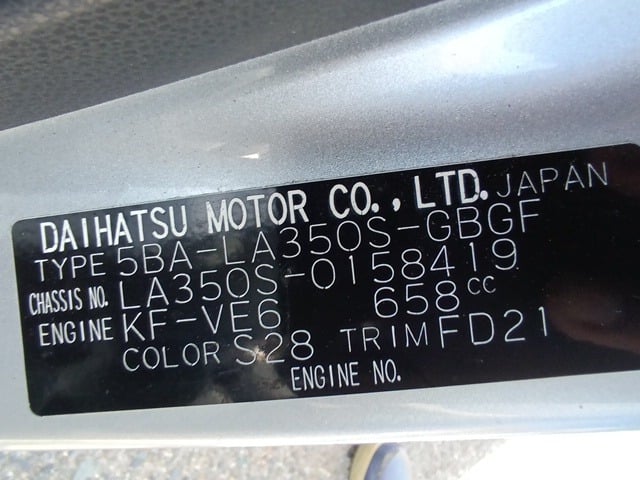 DAIHATSU MOTOR CO., LTD. JAPAN
TYPE 5BA-LA350S-GBGF
CHASSIS NO. LA350S-0158419
ENGINE KF-VE6 658CC
COLOR S28 TRIM FD21
ENGINE NO.